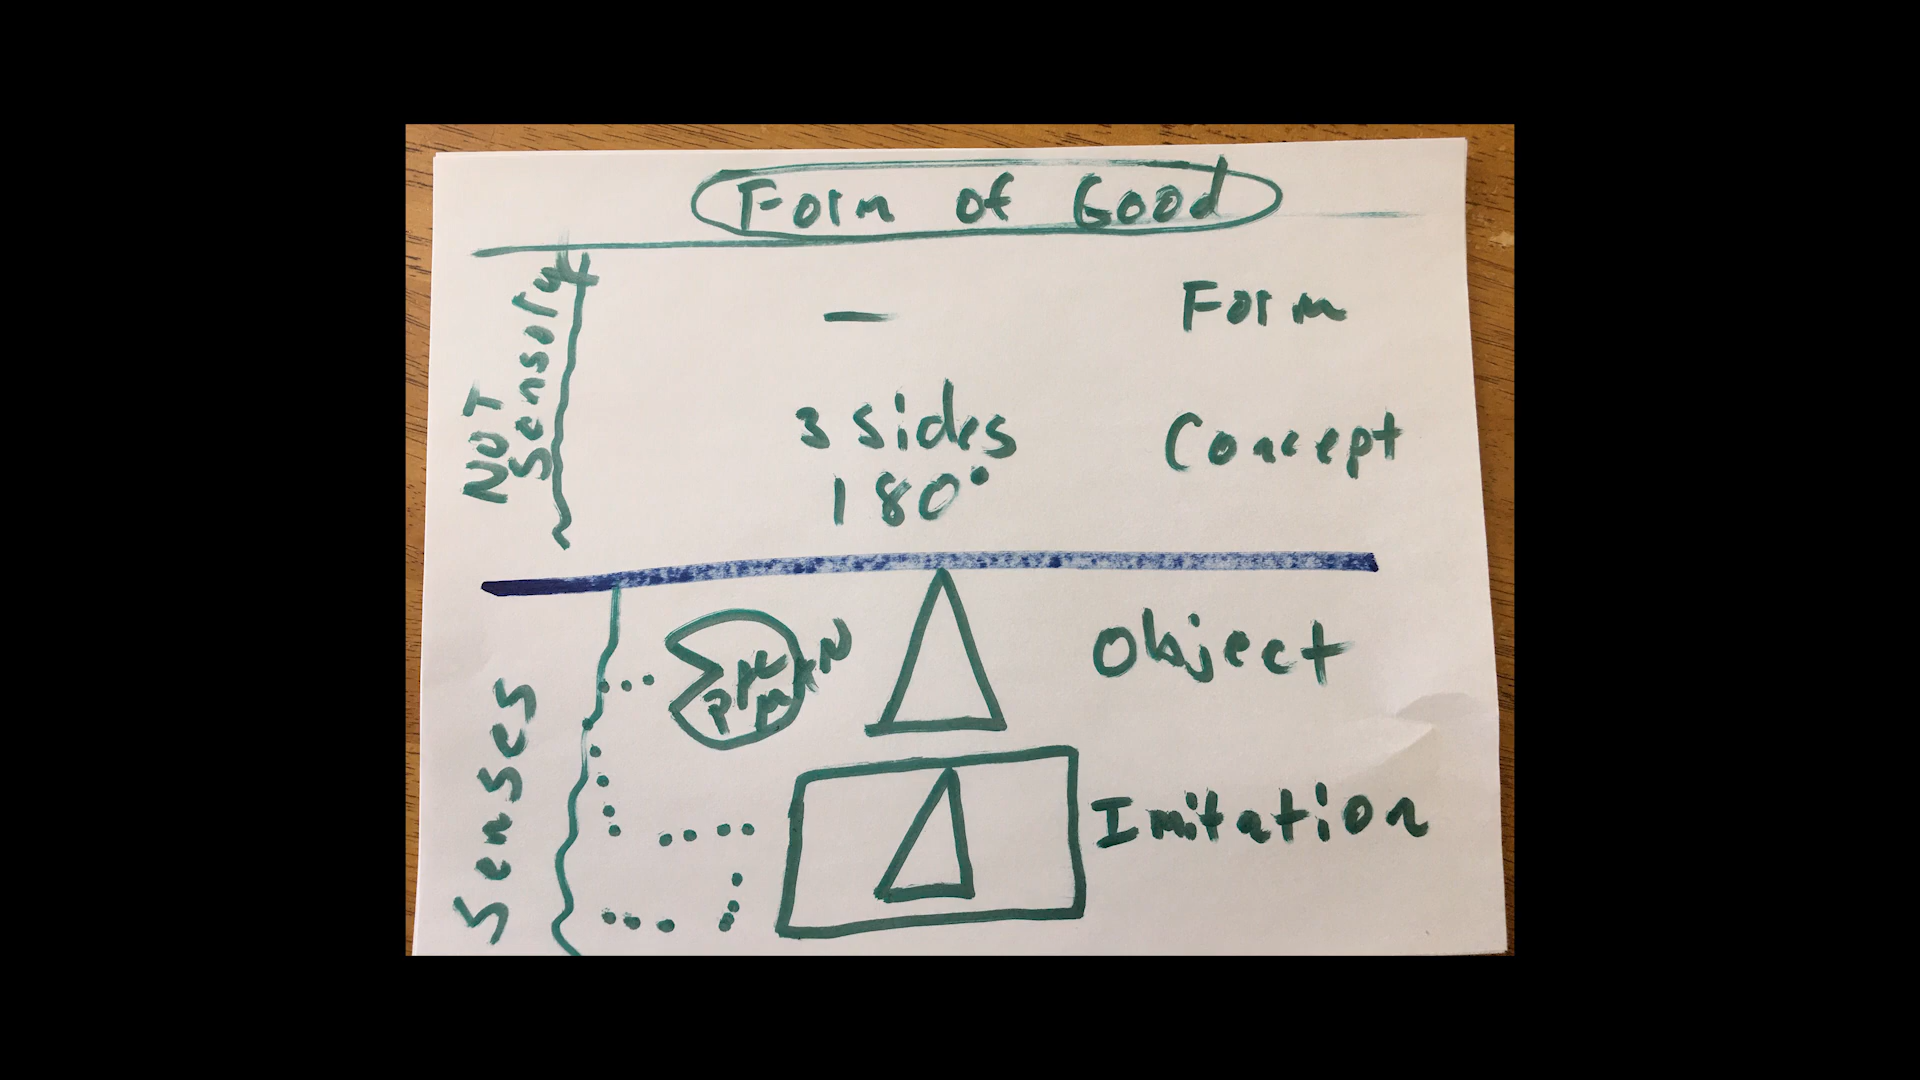 Form of Good
NOT
Sensory
—
Form
3 sides
180°
Concept
Object
Senses
Imitation